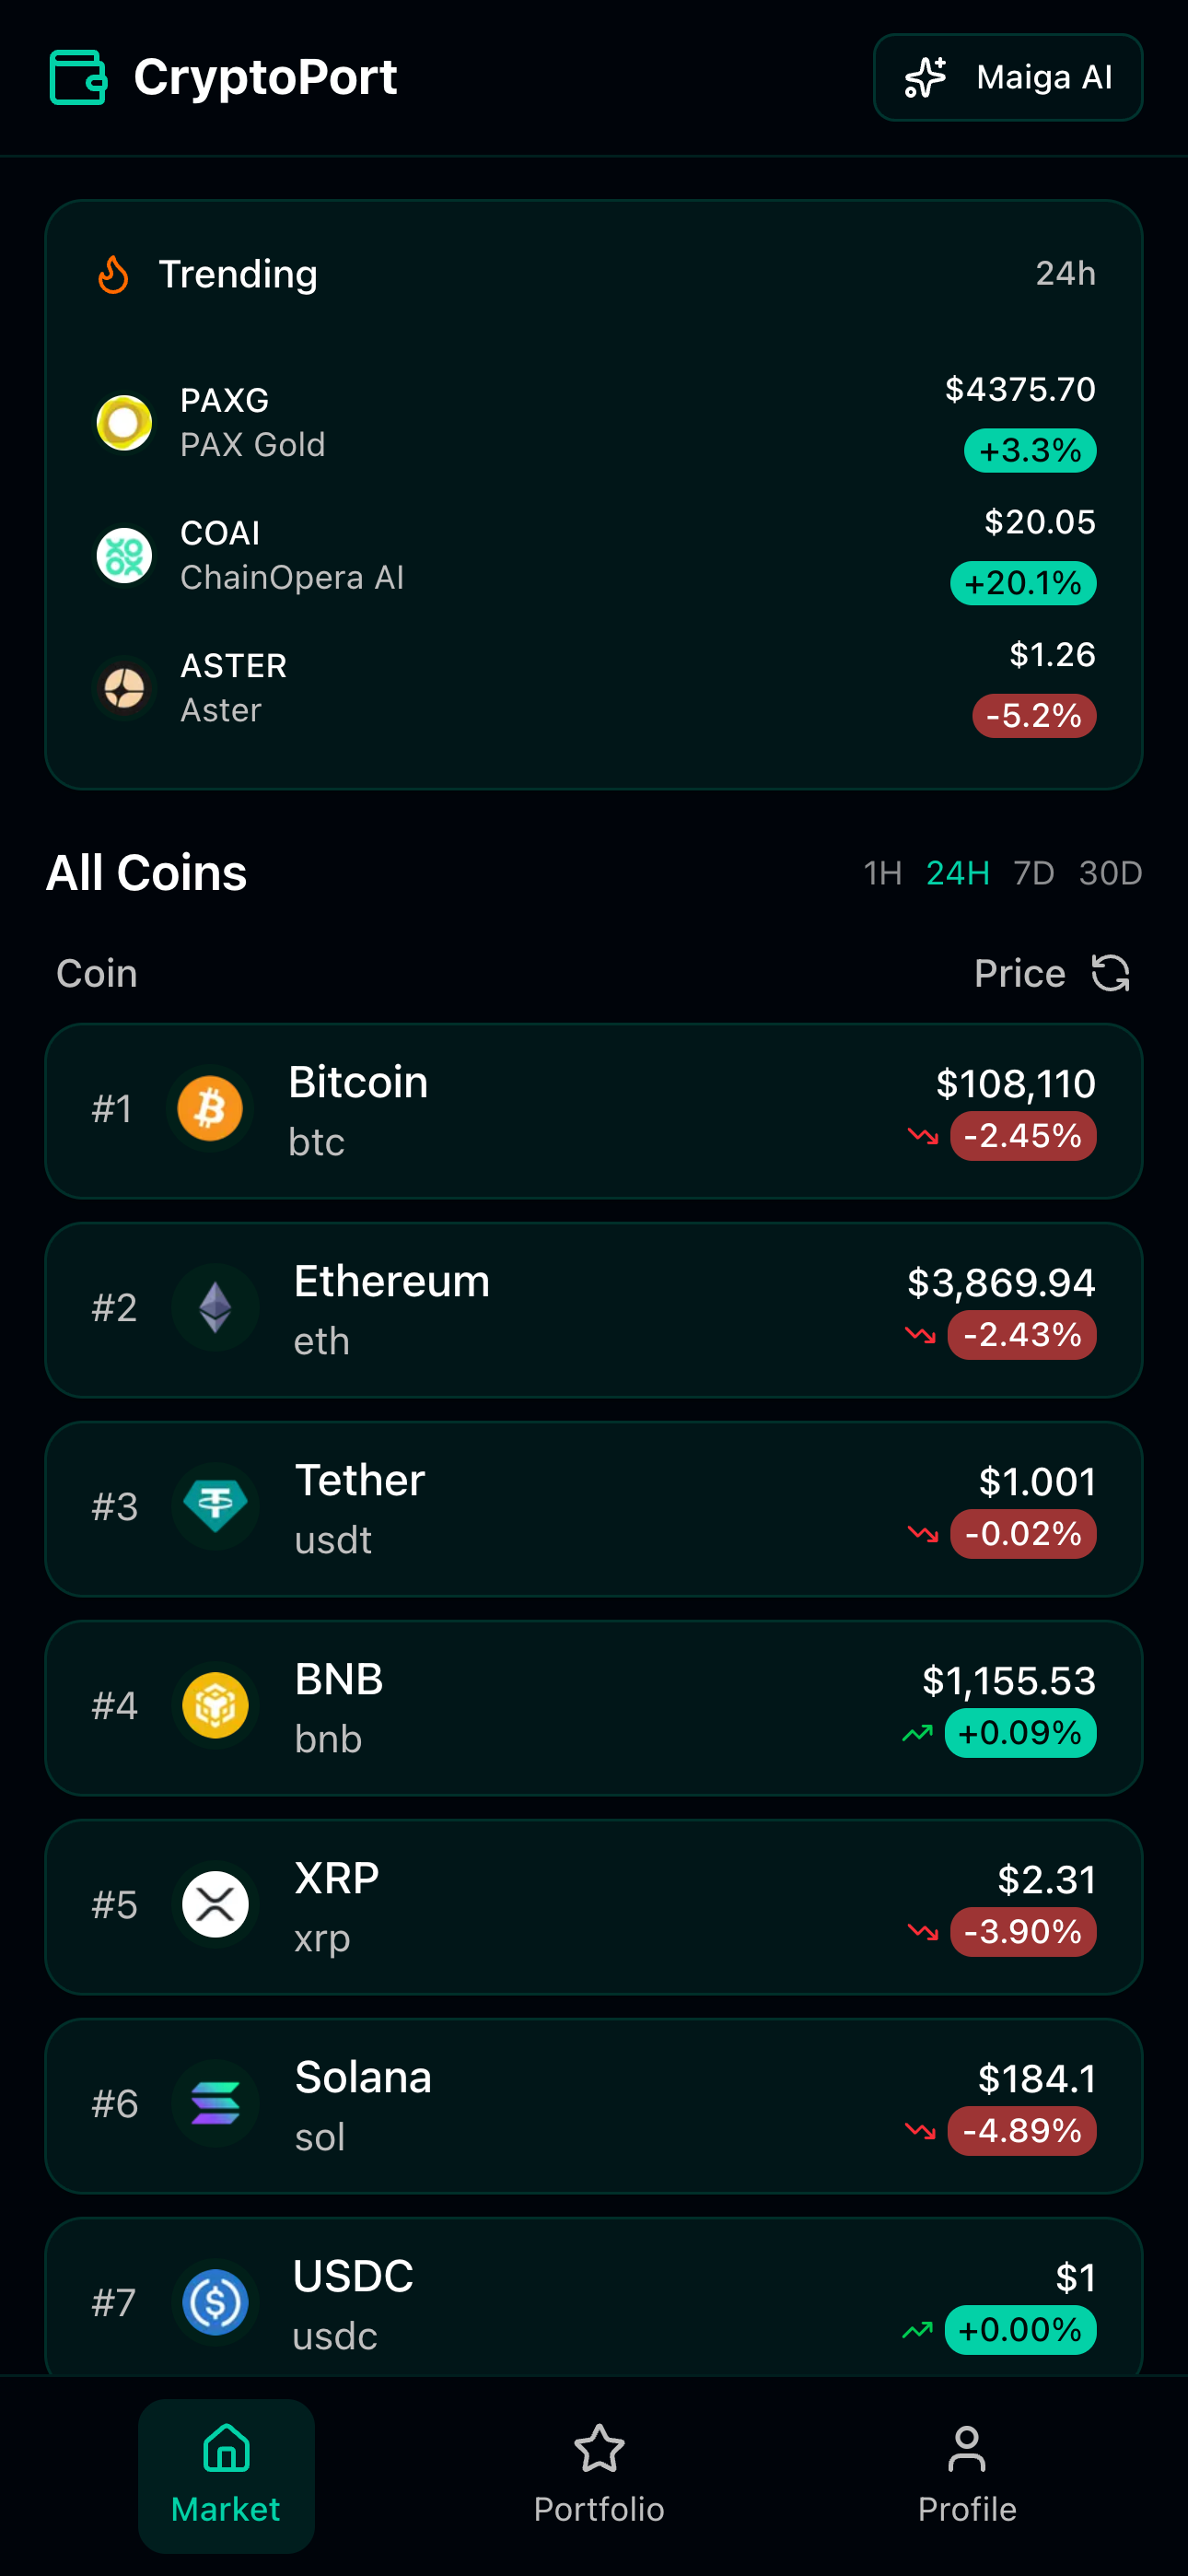 CryptoPort
Maiga AI
Trending
24h
PAXG
PAX Gold
$4375.70
+3.3%
COAI
ChainOpera AI
$20.05
+20.1%
ASTER
Aster
$1.26
-5.2%
All Coins
1H 24H 7D 30D
Coin
Price
#1
Bitcoin
btc
$108,110
-2.45%
#2
Ethereum
eth
$3,869.94
-2.43%
#3
Tether
usdt
$1.001
-0.02%
#4
BNB
bnb
$1,155.53
+0.09%
#5
XRP
xrp
$2.31
-3.90%
#6
Solana
sol
$184.1
-4.89%
#7
USDC
usdc
$1
+0.00%
Market
Portfolio
Profile